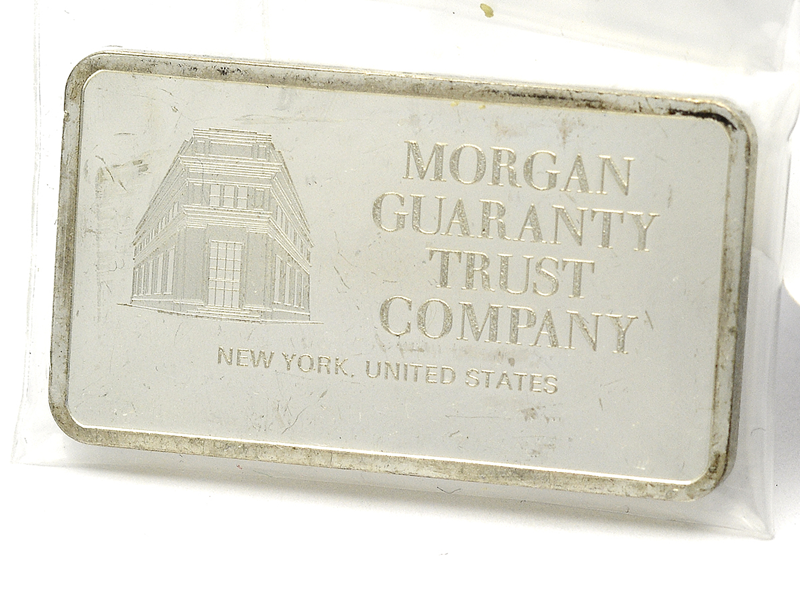 MORGAN
GUARANTY
TRUST
COMPANY
NEW YORK, UNITED STATES